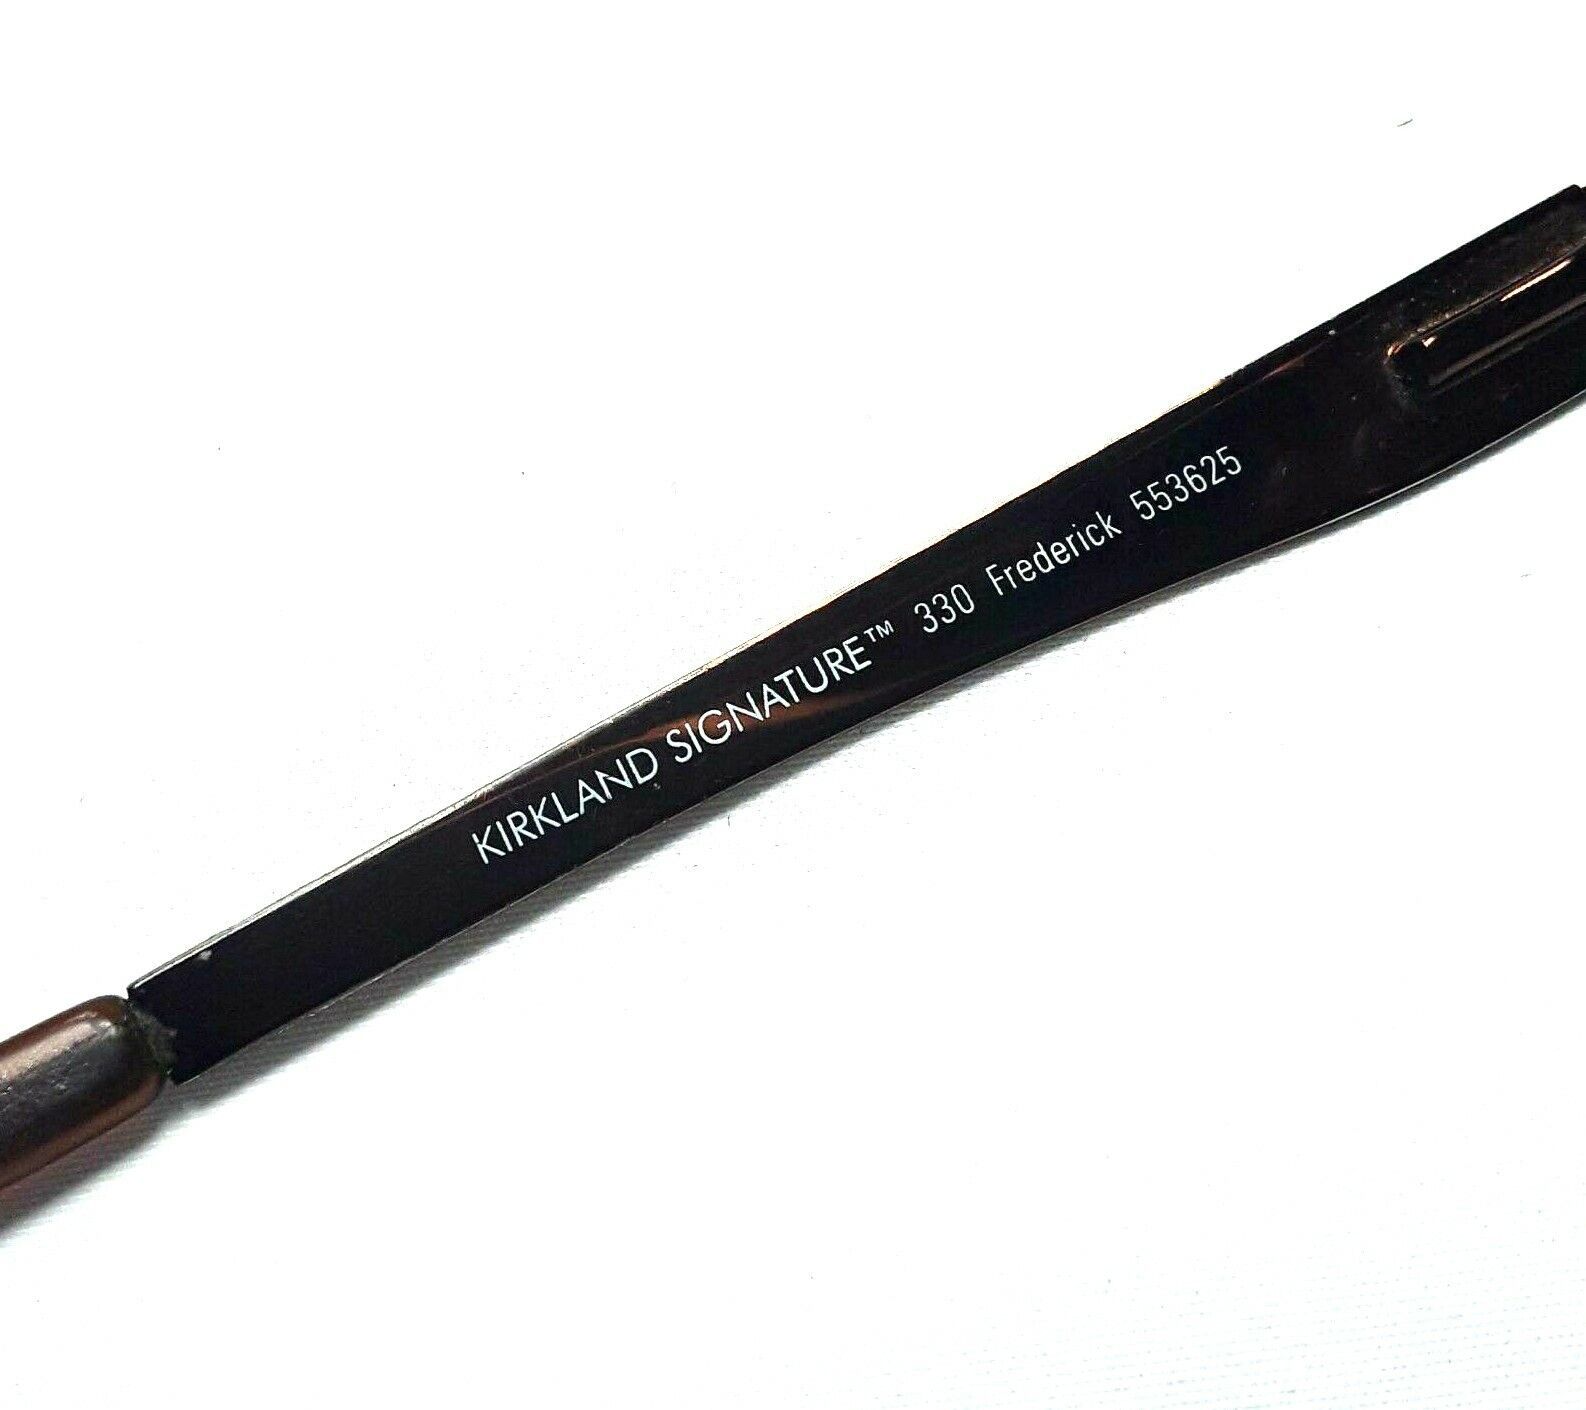 KIRKLAND SIGNATURE™ 330 Frederick 553625